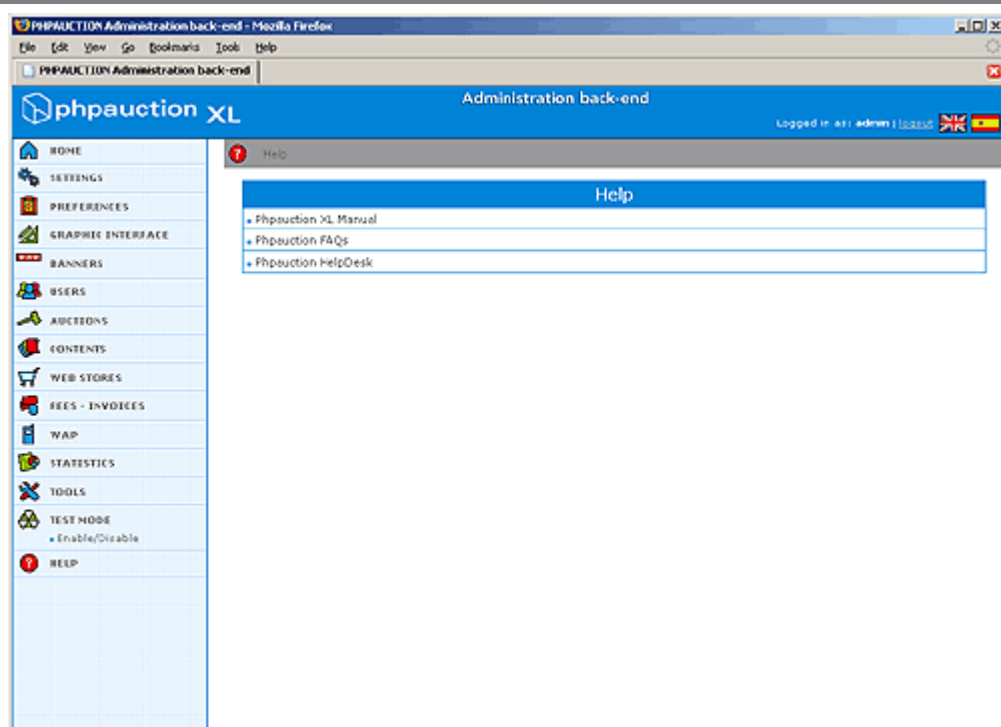 PHPAUCTION Administration back-end - Mozilla Firefox
File Edit View Go Bookmarks Tools Help
PHPAUCTION Administration back-end
phpauction XL
Administration back-end
Logged in as: admin | logout
HOME
Help
SETTINGS
Help
PREFERENCES
Phpauction XL Manual
GRAPHIC INTERFACE
Phpauction FAQs
BANNERS
Phpauction HelpDesk
USERS
AUCTIONS
CONTENTS
WEB STORES
FEES - INVOICES
WAP
STATISTICS
TOOLS
TEST MODE
Enable/Disable
HELP